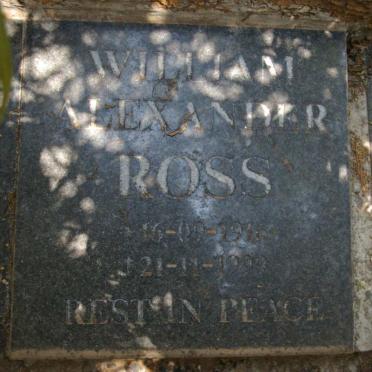 WILLIAM
ALEXANDER
ROSS
REST IN PEACE